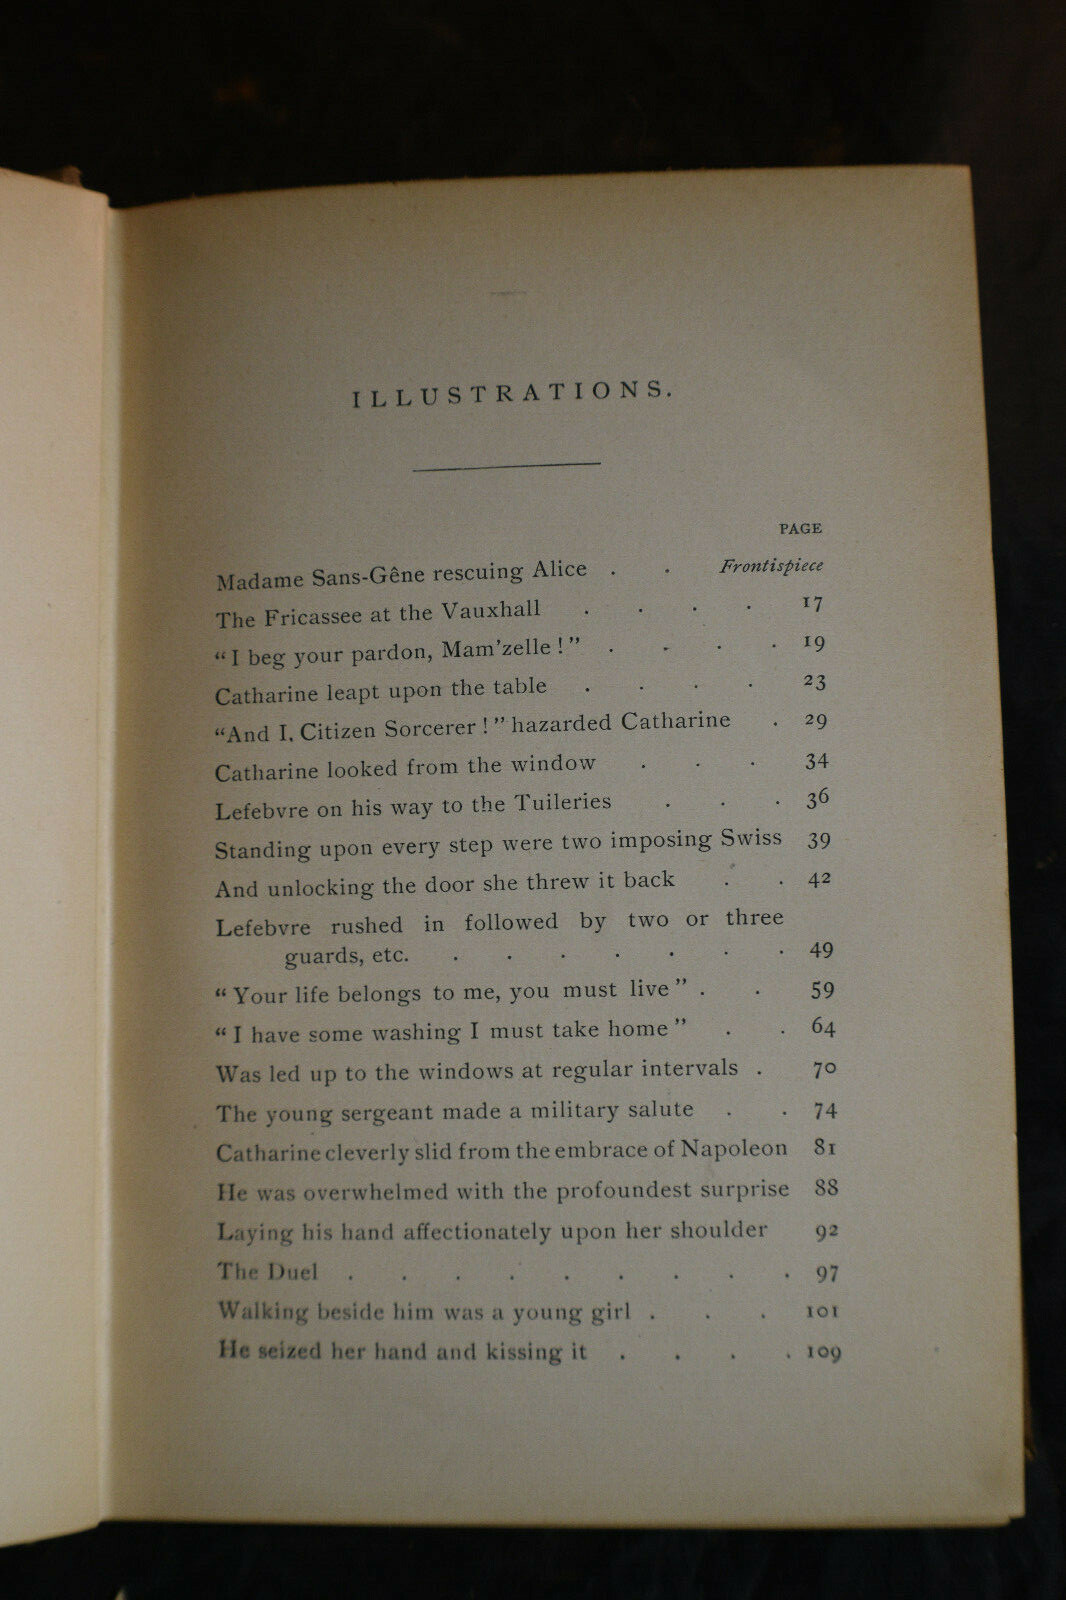 ILLUSTRATIONS.
PAGE
Madame Sans-Gêne rescuing Alice . . Frontispiece
The Fricassee at the Vauxhall . . . . 17
“I beg your pardon, Mam’zelle!” . . . . 19
Catharine leapt upon the table . . . . 23
“And I, Citizen Sorcerer!” hazarded Catharine . 29
Catharine looked from the window . . . 34
Lefebvre on his way to the Tuileries . . . 36
Standing upon every step were two imposing Swiss 39
And unlocking the door she threw it back . . 42
Lefebvre rushed in followed by two or three
guards, etc. . . . . . . . 49
“Your life belongs to me, you must live” . . 59
“I have some washing I must take home” . . 64
Was led up to the windows at regular intervals . 70
The young sergeant made a military salute . . 74
Catharine cleverly slid from the embrace of Napoleon 81
He was overwhelmed with the profoundest surprise 88
Laying his hand affectionately upon her shoulder 92
The Duel . . . . . . . . . 97
Walking beside him was a young girl . . . 101
He seized her hand and kissing it . . . . 109